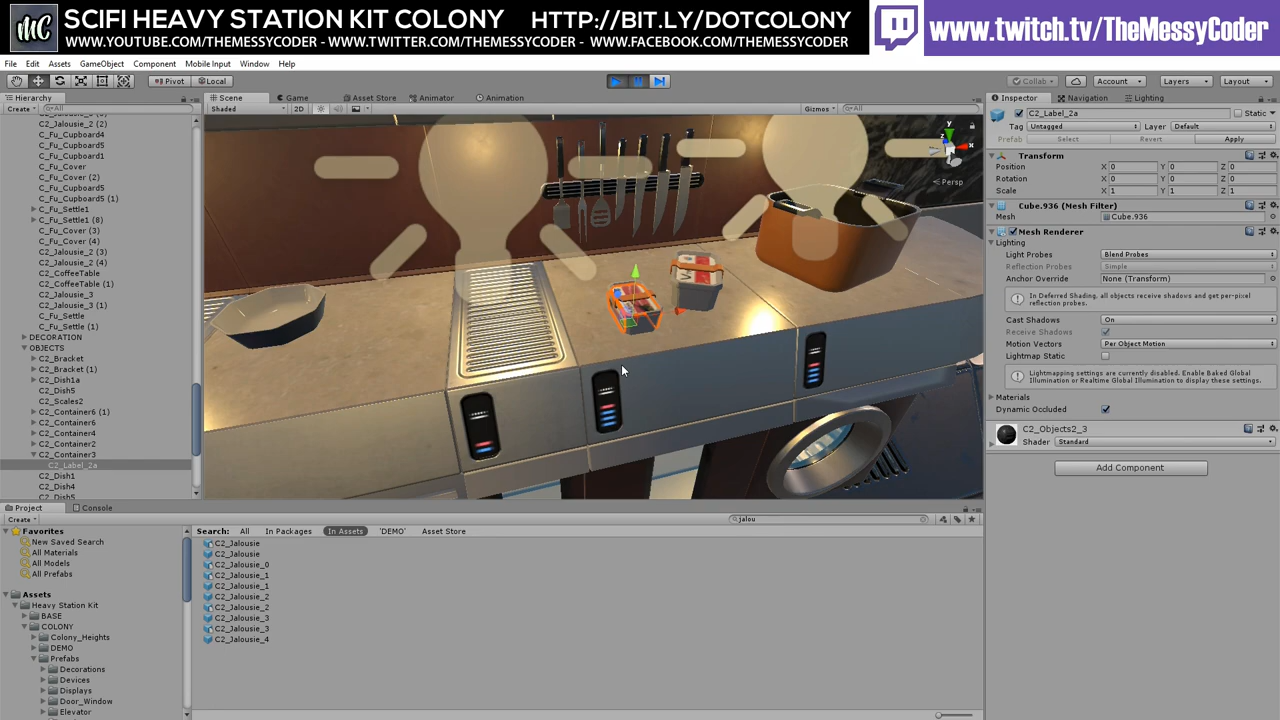 SCIFI HEAVY STATION KIT COLONY HTTP://BIT.LY/DOTCOLONY
WWW.YOUTUBE.COM/THEMESSYCODER - WWW.TWITTER.COM/THEMESSYCODER - WWW.FACEBOOK.COM/THEMESSYCODER
www.twitch.tv/TheMessyCoder
File Edit Assets GameObject Component Mobile Input Window Help
Pivot Local Collab Account Layers Layout
Hierarchy
Create All
C2_Jalousie_2 (2)
C_Fu_Cupboard4
C_Fu_Cupboard5
C_Fu_Cupboard1
C_Fu_Cover
C_Fu_Cover (2)
C_Fu_Cupboard5
C_Fu_Cupboard5 (1)
C_Fu_Settle1
C_Fu_Settle1 (8)
C_Fu_Cover (3)
C_Fu_Cover (4)
C2_Jalousie_2 (3)
C2_Jalousie_2 (4)
C2_CoffeeTable
C2_CoffeeTable (1)
C2_Jalousie_3
C2_Jalousie_3 (1)
C_Fu_Settle
C_Fu_Settle (1)
DECORATION
OBJECTS
C2_Bracket
C2_Bracket (1)
C2_Dish1a
C2_Dish5
C2_Scales2
C2_Container6 (1)
C2_Container6
C2_Container4
C2_Container2
C2_Container3
C2_Label_2a
C2_Dish1
C2_Dish4
C2_Dish5
Scene Game Asset Store Animator Animation
Shaded 2D Gizmos All
y
x
z
Persp
Inspector Navigation Lighting
C2_Label_2a Static
Tag Untagged Layer Default
Prefab Select Revert Apply
Transform
Position X 0 Y 0 Z 0
Rotation X 0 Y 0 Z 0
Scale X 1 Y 1 Z 1
Cube.936 (Mesh Filter)
Mesh Cube.936
Mesh Renderer
Lighting
Light Probes Blend Probes
Reflection Probes Simple
Anchor Override None (Transform)
In Deferred Shading, all objects receive shadows and get per-pixel
reflection probes.
Cast Shadows On
Receive Shadows
Motion Vectors Per Object Motion
Lightmap Static
Lightmapping settings are currently disabled. Enable Baked Global
Illumination or Realtime Global Illumination to display these settings.
Materials
Dynamic Occluded
C2_Objects2_3
Shader Standard
Add Component
Project Console
Create jalou
Favorites
New Saved Search
All Materials
All Models
All Prefabs
Assets
Heavy Station Kit
BASE
COLONY
Colony_Heights
DEMO
Prefabs
Decorations
Devices
Displays
Door_Window
Elevator
Search: All In Packages In Assets 'DEMO' Asset Store
C2_Jalousie
C2_Jalousie
C2_Jalousie_0
C2_Jalousie_1
C2_Jalousie_1
C2_Jalousie_2
C2_Jalousie_2
C2_Jalousie_3
C2_Jalousie_3
C2_Jalousie_4